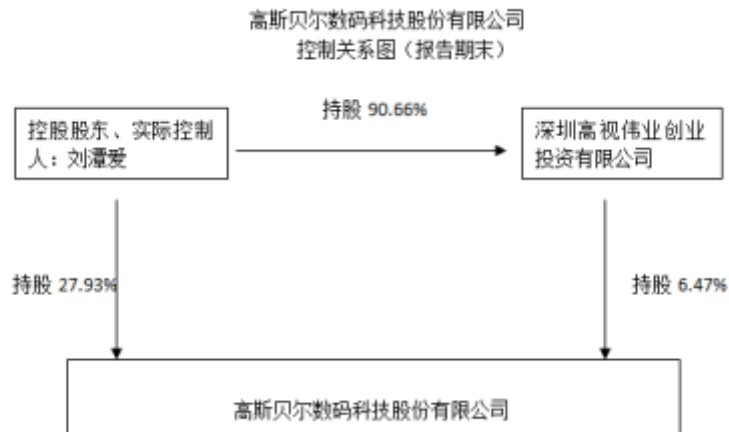 高斯贝尔数码科技股份有限公司
控制关系图（报告期末）
持股 90.66%
控股股东、实际控制
人：刘潭爱
深圳高视伟业创业
投资有限公司
持股 27.93%
持股 6.47%
高斯贝尔数码科技股份有限公司